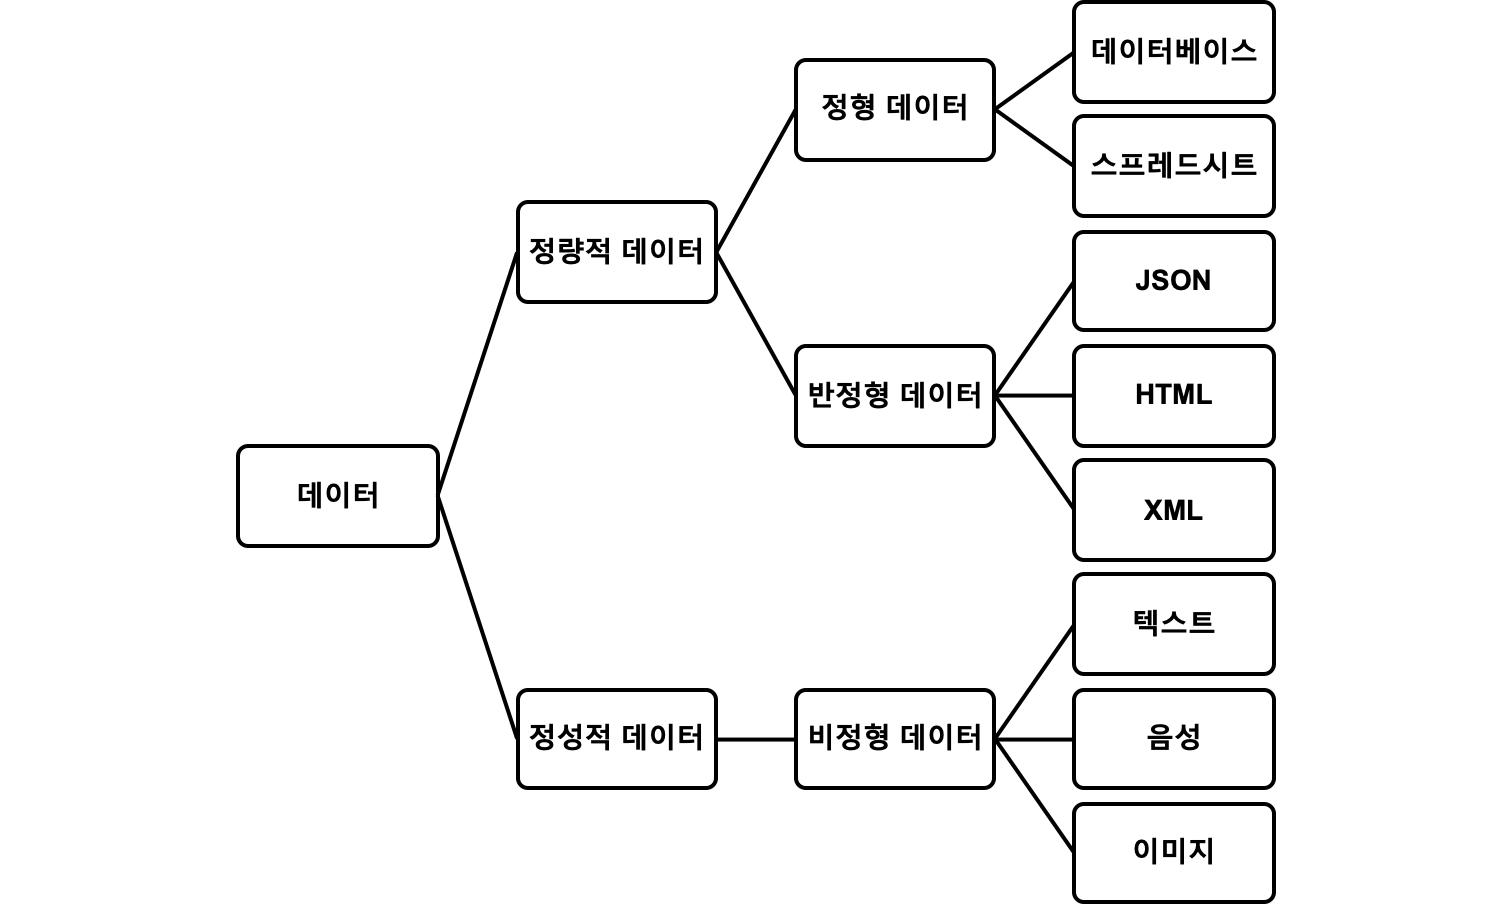 데이터
정량적 데이터
정형 데이터
데이터베이스
스프레드시트
반정형 데이터
JSON
HTML
XML
정성적 데이터
비정형 데이터
텍스트
음성
이미지